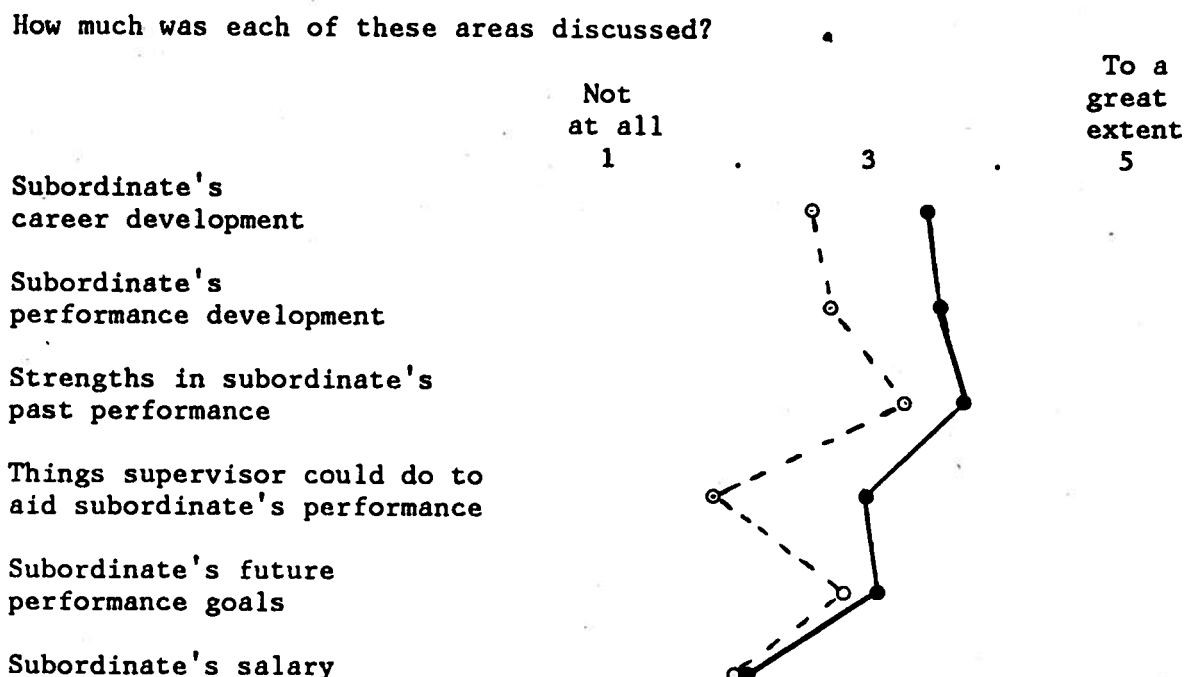 How much was each of these areas discussed?
Not
at all
To a
great
extent
1 . 3 . 5
Subordinate's
career development
Subordinate's
performance development
Strengths in subordinate's
past performance
Things supervisor could do to
aid subordinate's performance
Subordinate's future
performance goals
Subordinate's salary